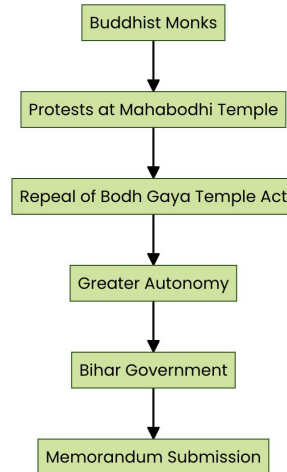 Buddhist Monks
Protests at Mahabodhi Temple
Repeal of Bodh Gaya Temple Act
Greater Autonomy
Bihar Government
Memorandum Submission